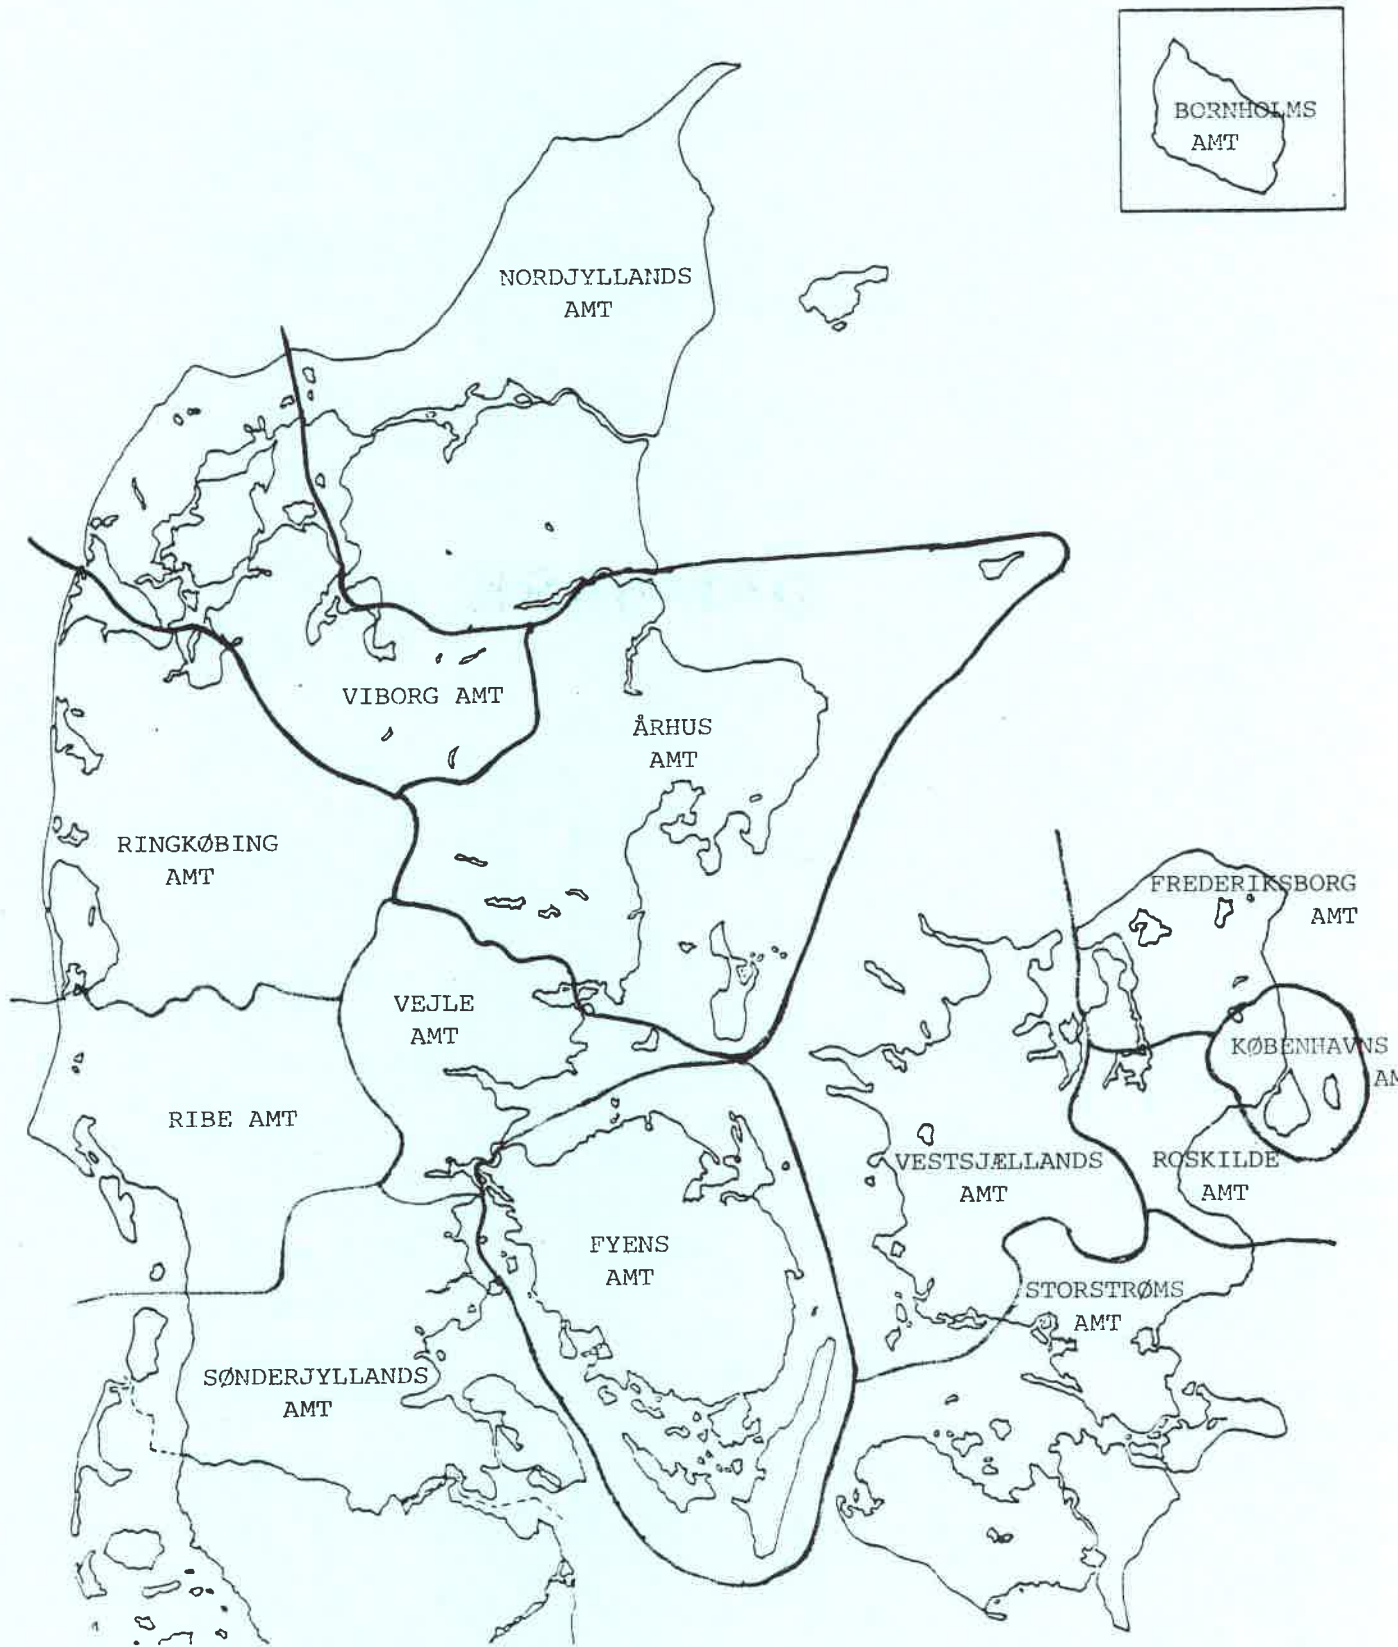 BORNHOLMS
AMT
NORDJYLLANDS
AMT
VIBORG AMT
ÅRHUS
AMT
RINGKØBING
AMT
FREDERIKSBORG
AMT
VEJLE
AMT
KØBENHAVNS
AM
RIBE AMT
VESTSJÆLLANDS
AMT
ROSKILDE
AMT
FYENS
AMT
STORSTRØMS
AMT
SØNDERJYLLANDS
AMT